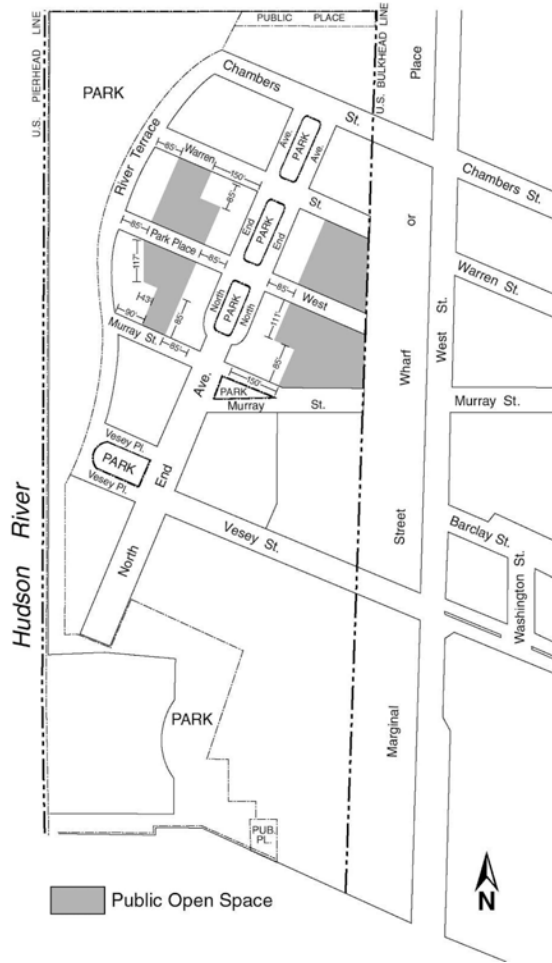 PUBLIC PLACE
U.S. PIERHEAD LINE
U.S. BULKHEAD LINE
Place
PARK
Chambers
St.
River Terrace
Ave.
PARK
Ave.
85'
Warren
150'
St.
85'
Chambers St.
or
85'
Park Place
85'
End
PARK
End
117'
43'
85'
North
PARK
North
85'
West
111'
Warren St.
90'
Murray St.
85'
85'
150'
PARK
Murray St.
Ave.
Wharf
West St.
Murray St.
Vesey Pl.
PARK
Vesey Pl.
End
Vesey St.
Street
Barclay St.
Washington St.
North
Hudson River
PARK
Marginal
PUB.
PL.
N
Public Open Space